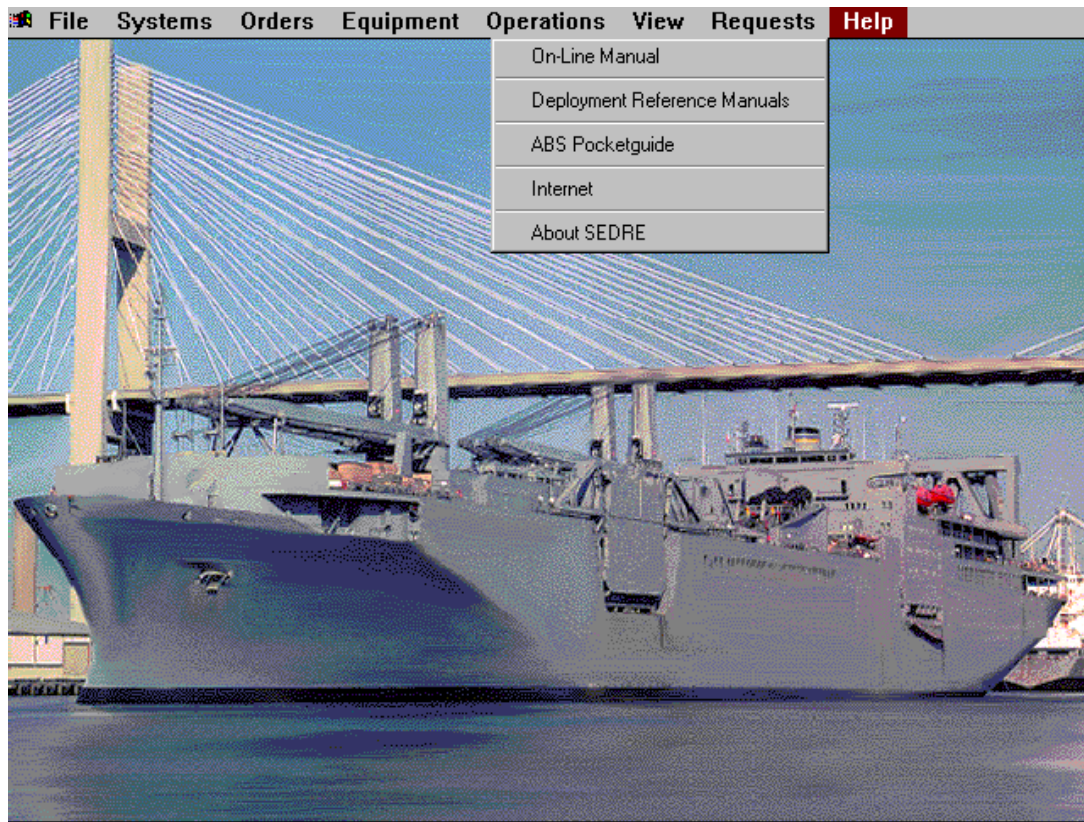 File Systems Orders Equipment Operations View Requests Help
On-Line Manual
Deployment Reference Manuals
ABS Pocketguide
Internet
About SEDRE